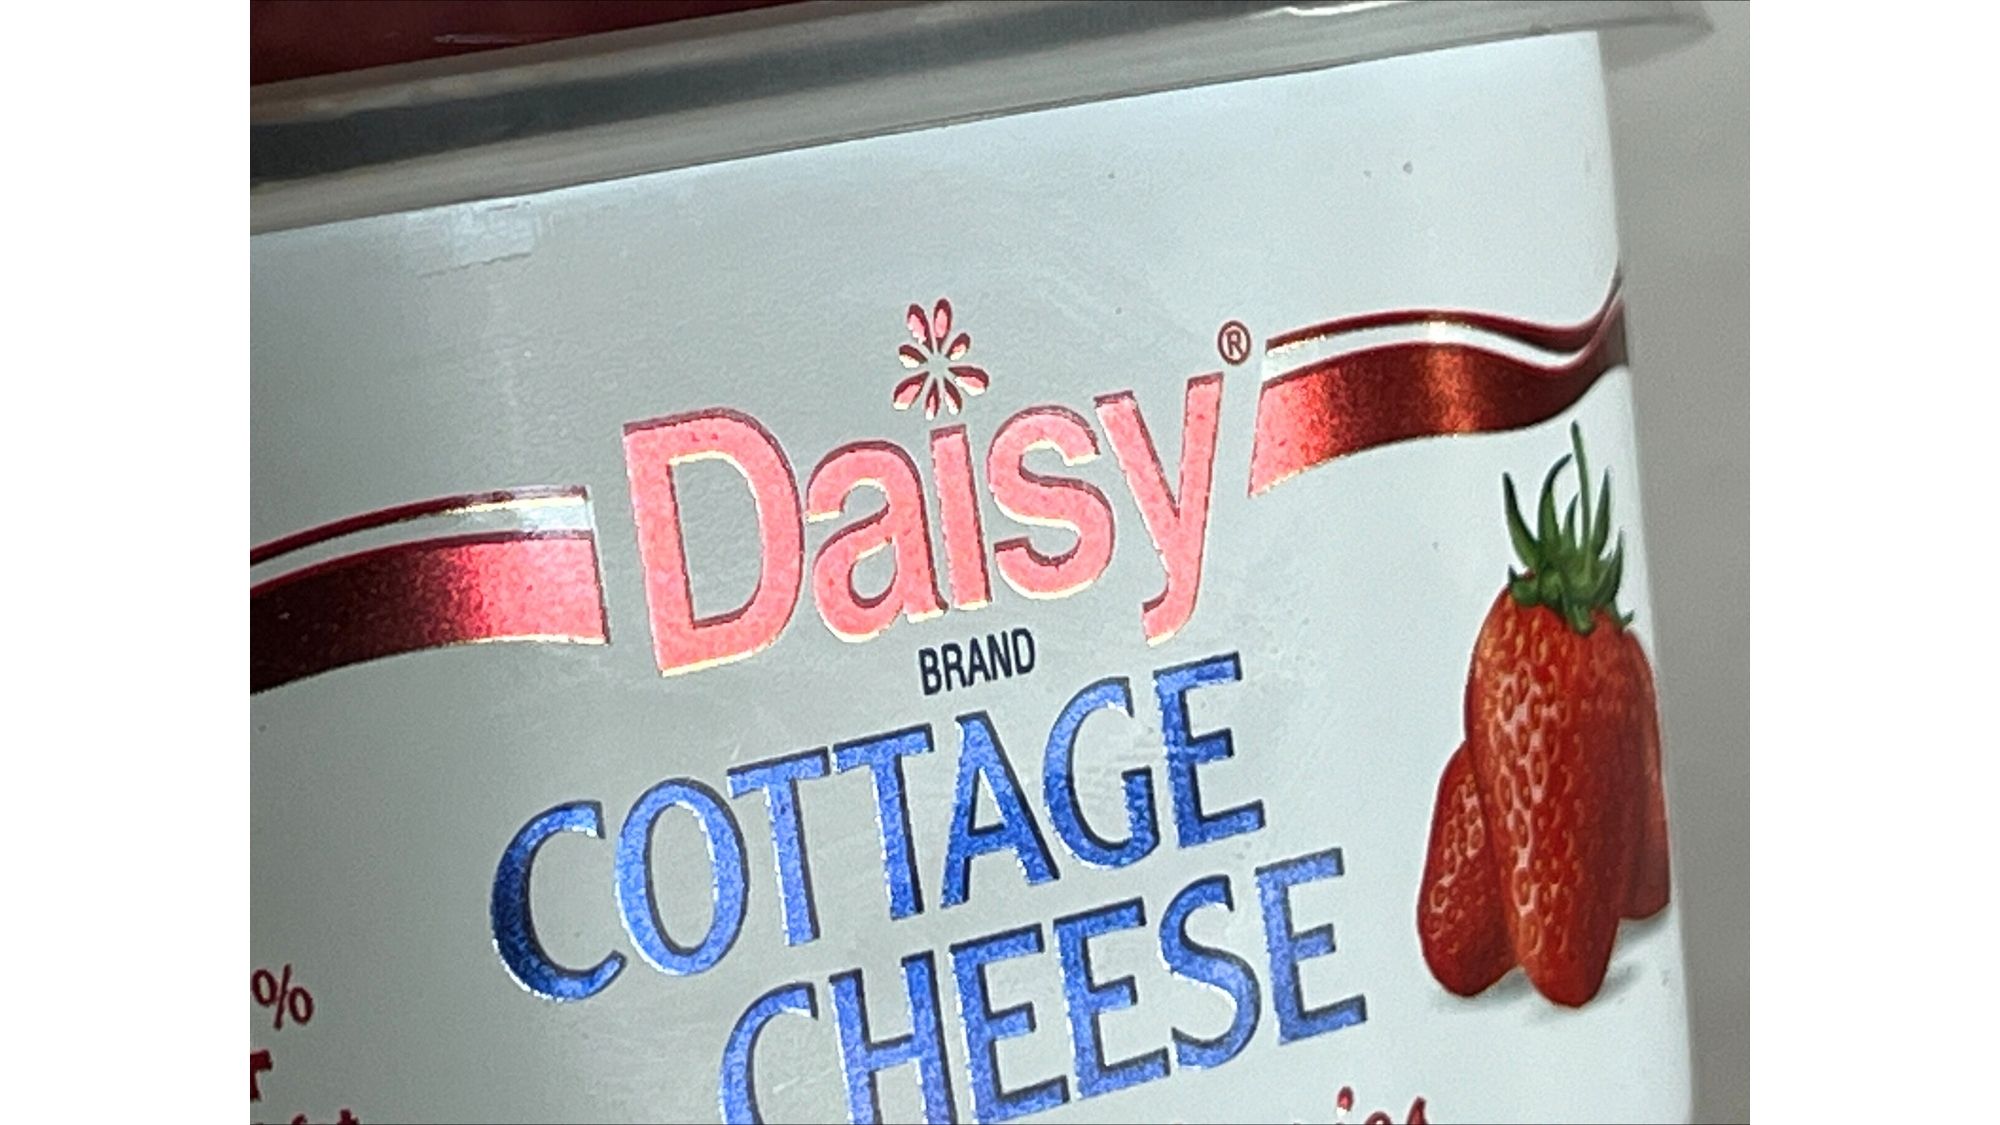 Daisy®
BRAND
COTTAGE
CHEESE
%